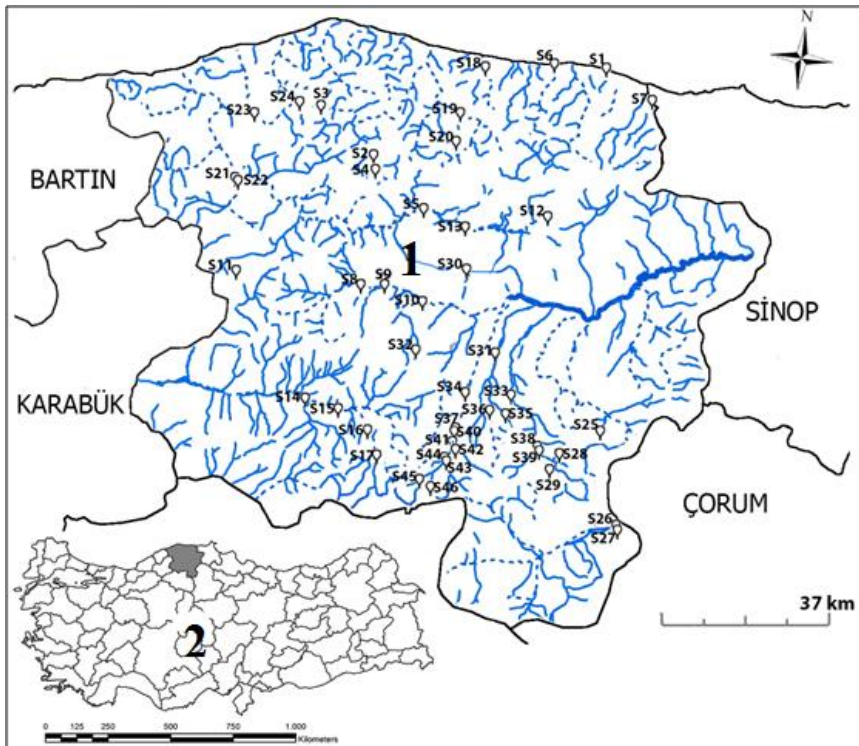 N
S18
S6
S1
S7
S24
S3
S23
S19
S20
S2
S4
S21
S22
BARTIN
S5
S12
S13
1
S11
S30
S8
S9
S10
SİNOP
S32
S31
KARABÜK
S14
S15
S34
S33
S36
S35
S16
S37
S40
S25
S41
S38
S17
S44
S42
S39
S28
S43
S29
S45
S46
ÇORUM
S26
S27
37 km
2
0 125 250 500 750 1.000
Kilometers